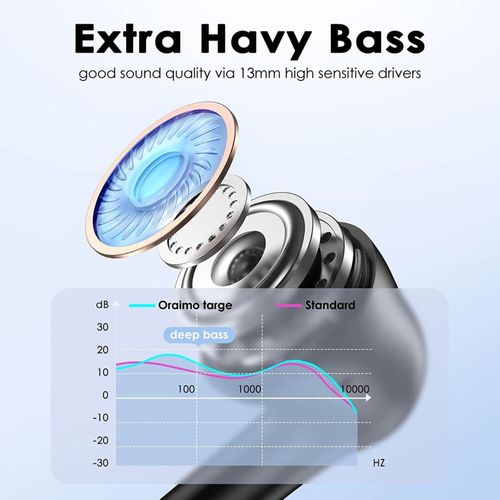 Extra Havy Bass
good sound quality via 13mm high sensitive drivers
dB
Oraimo targe
Standard
30
deep bass
20
10
100
1000
10000
0
-10
-20
-30
HZ